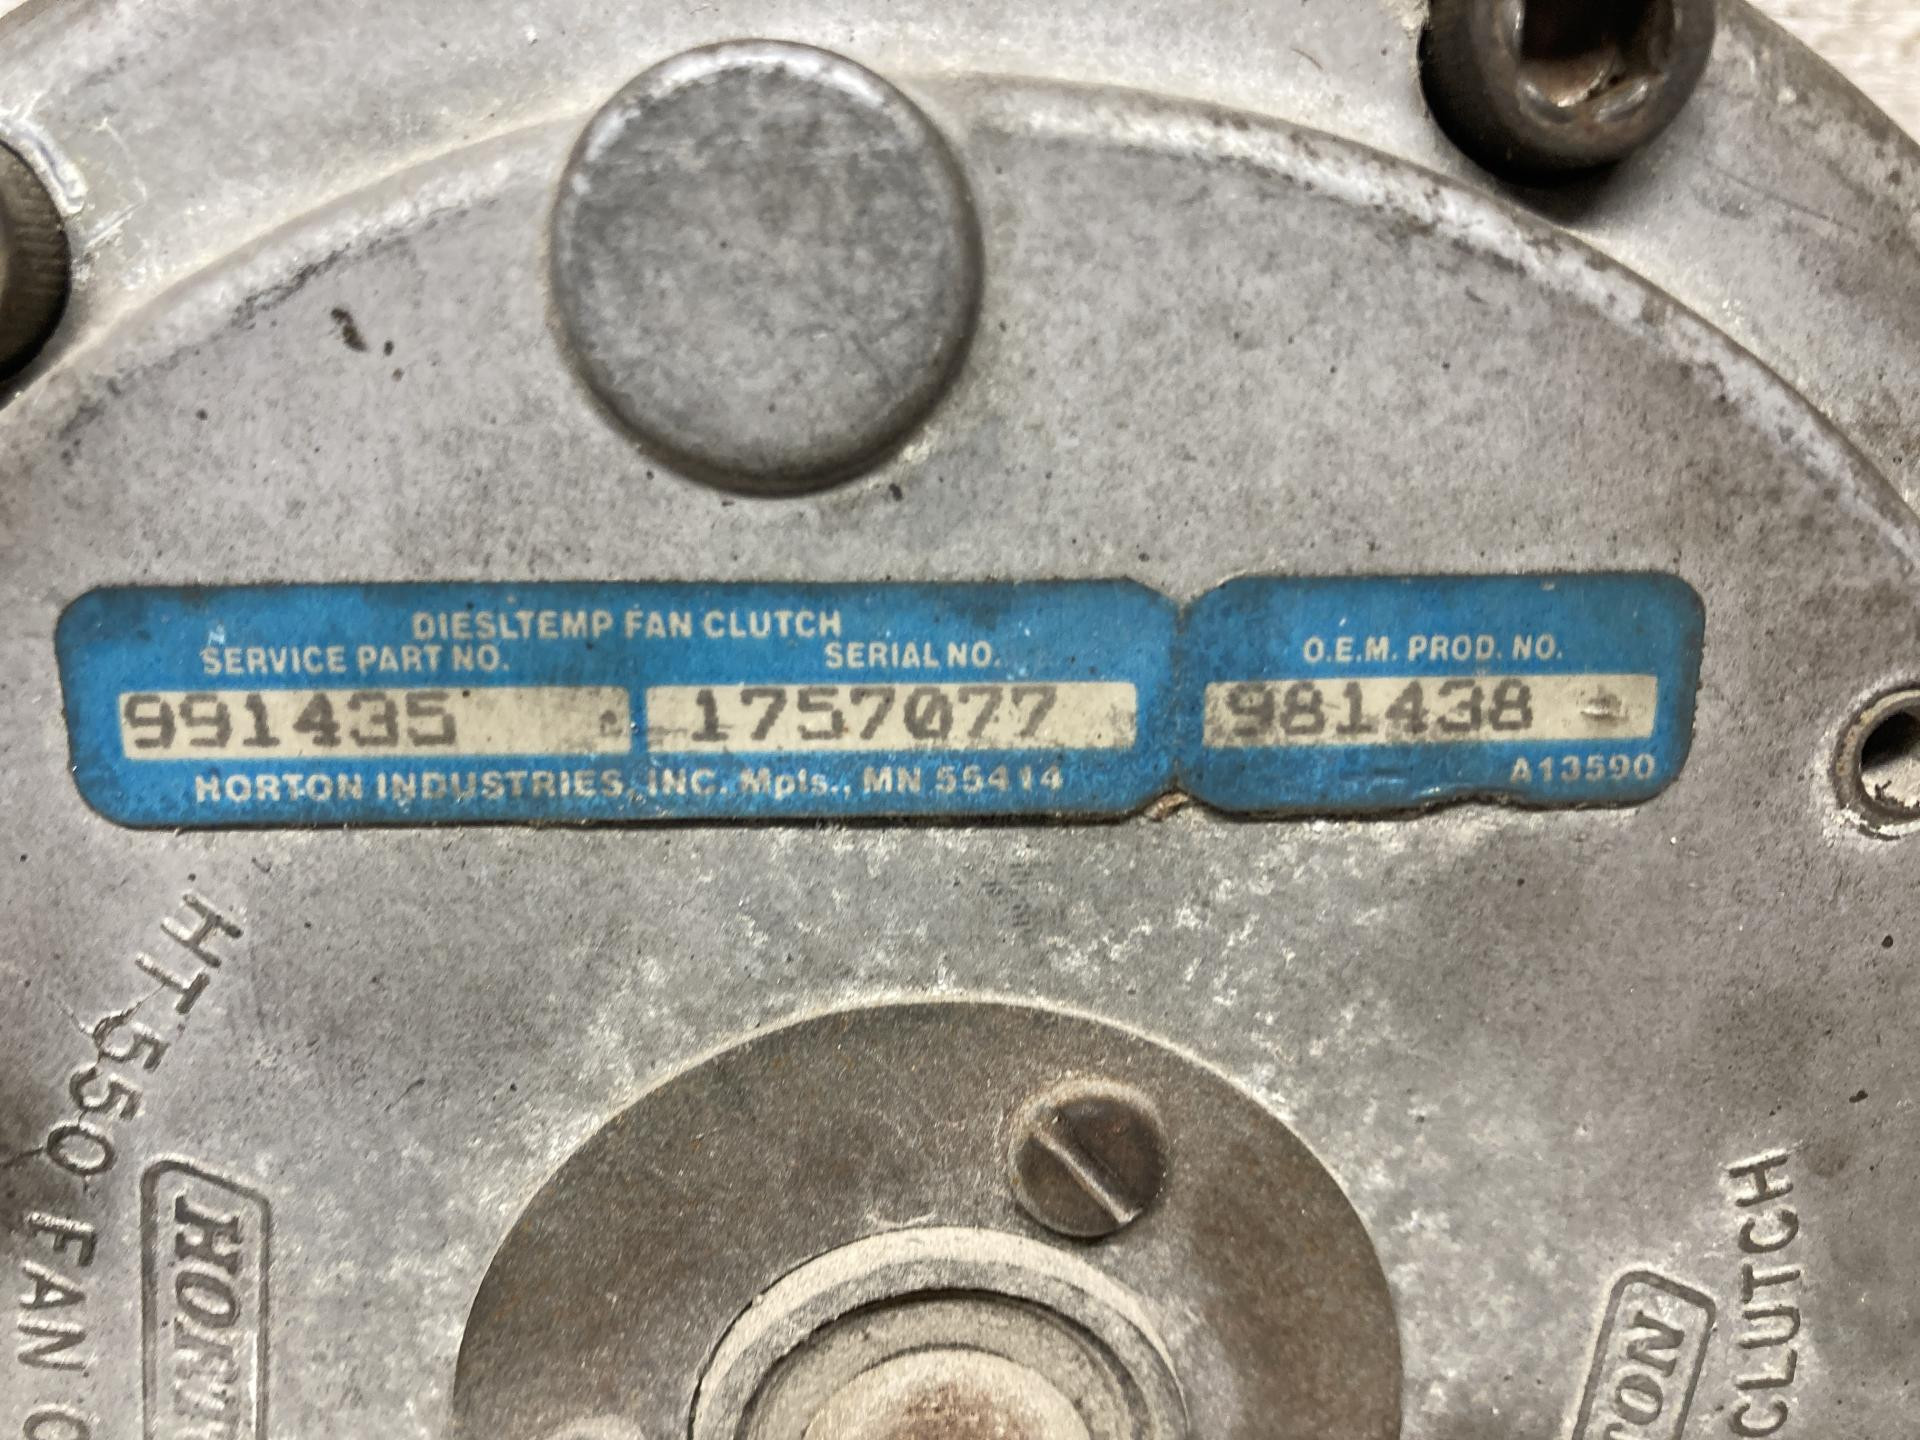 DIESLTEMP FAN CLUTCH
SERVICE PART NO. SERIAL NO. O.E.M. PROD. NO.
991435 1757077 981438
HORTON INDUSTRIES, INC. Mpls., MN 55414 A13590
HT 550 FAN
HORTON
CLUTCH